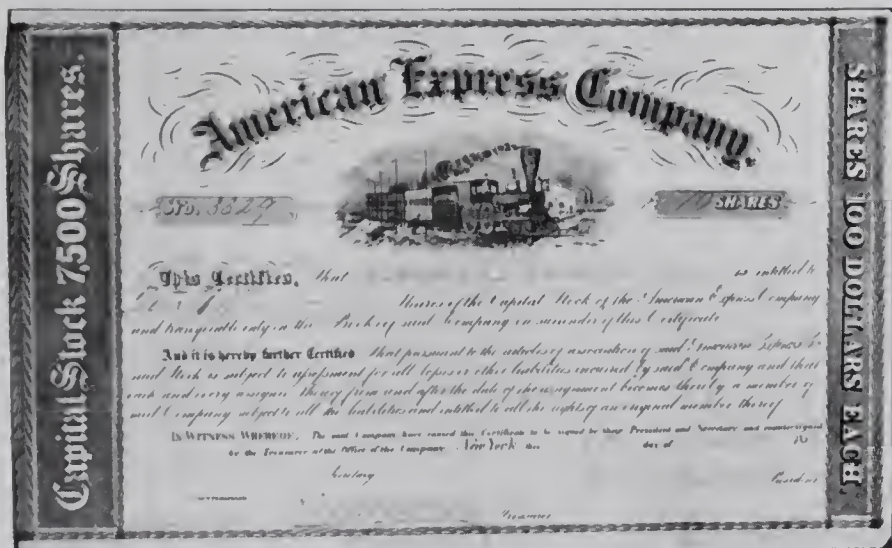 Capital Stock 7,500 Shares.
American Express Company.
No. 3827
SHARES
This Certifies, that is entitled to
Shares of the Capital Stock of the American Express Company
and transferable only on the Books of said Company on surrender of this Certificate
And it is hereby further Certified that pursuant to the articles of association of said American Express Co
said Stock is subject to assessment for all losses or other liabilities incurred by said Company and that
each and every assignee thereof from and after the date of the assignment becomes thereby a member of
said Company subject to all the liabilities and entitled to all the rights of an original member thereof
IN WITNESS WHEREOF, The said Company have caused this Certificate to be signed by their President and Secretary and countersigned
by the Treasurer at the Office of the Company New York this day of 18
Secretary President
Treasurer
SHARES 100 DOLLARS EACH.